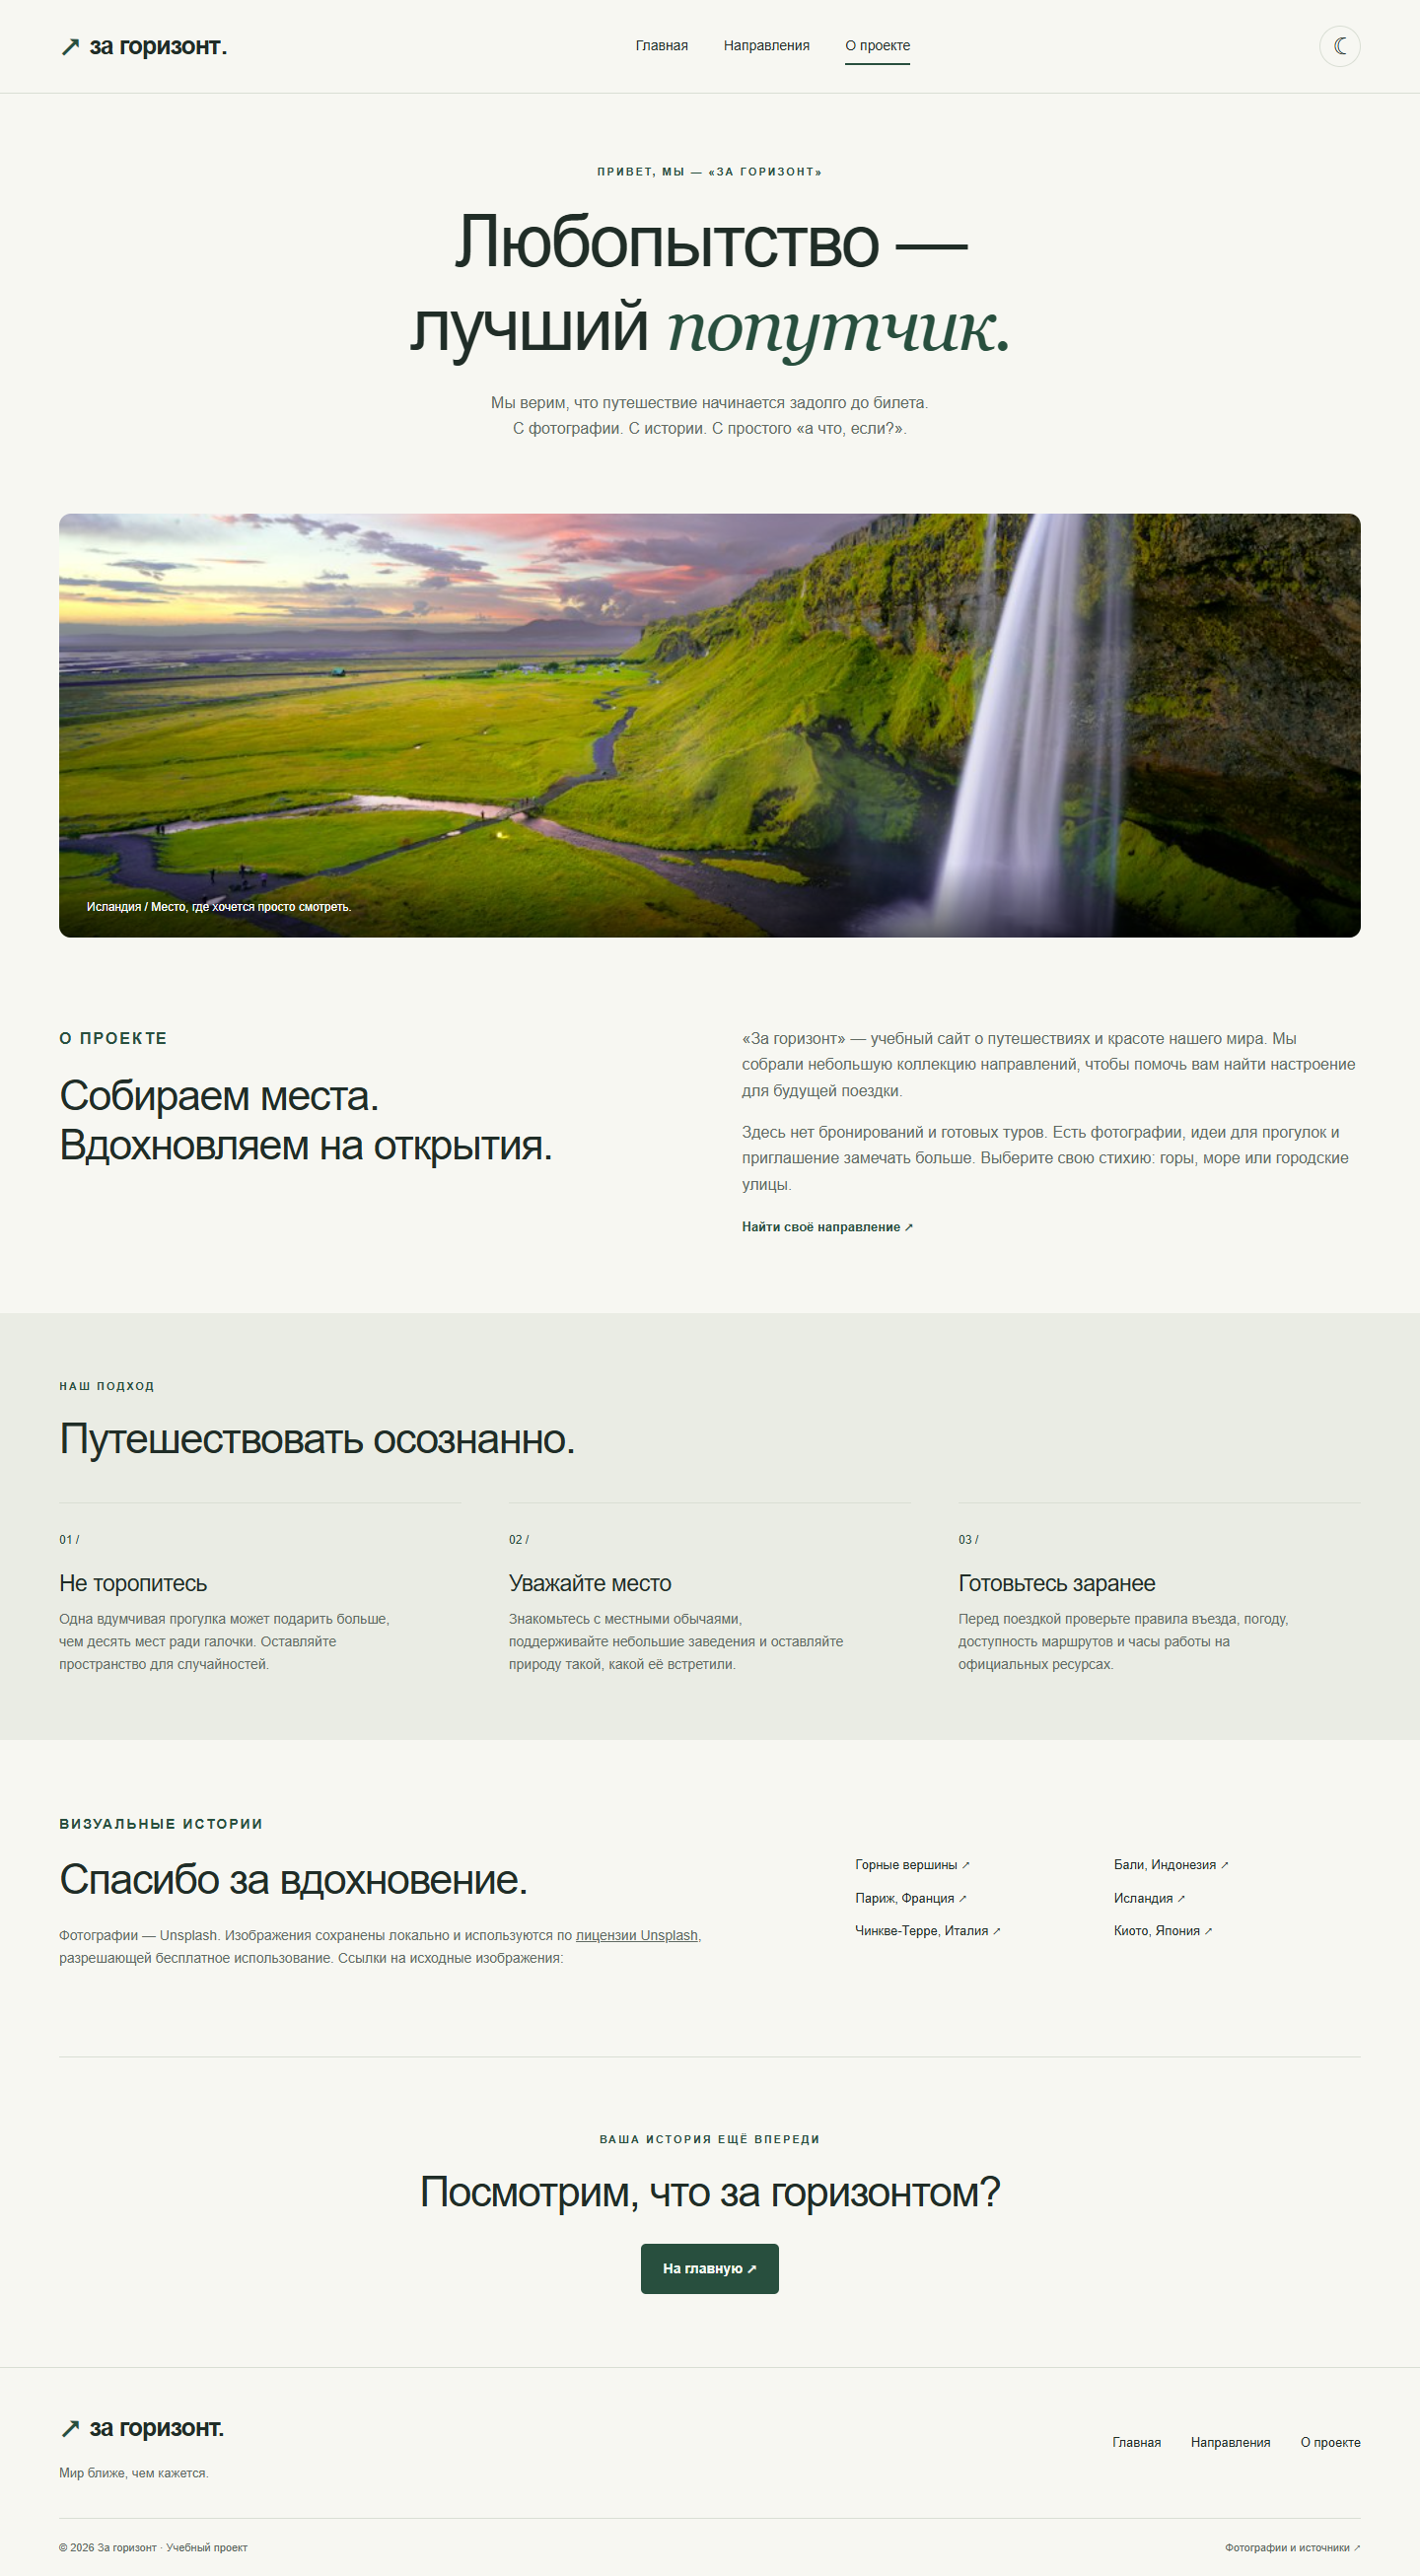 ↗ за горизонт.
Главная Направления О проекте
ПРИВЕТ, МЫ — «ЗА ГОРИЗОНТ»
Любопытство —
лучший попутчик.
Мы верим, что путешествие начинается задолго до билета.
С фотографии. С истории. С простого «а что, если?».
Исландия / Место, где хочется просто смотреть.
О ПРОЕКТЕ
Собираем места.
Вдохновляем на открытия.
«За горизонт» — учебный сайт о путешествиях и красоте нашего мира. Мы
собрали небольшую коллекцию направлений, чтобы помочь вам найти настроение
для будущей поездки.
Здесь нет бронирований и готовых туров. Есть фотографии, идеи для прогулок и
приглашение замечать больше. Выберите свою стихию: горы, море или городские
улицы.
Найти своё направление ↗
НАШ ПОДХОД
Путешествовать осознанно.
01 /
Не торопитесь
Одна вдумчивая прогулка может подарить больше,
чем десять мест ради галочки. Оставляйте
пространство для случайностей.
02 /
Уважайте место
Знакомьтесь с местными обычаями,
поддерживайте небольшие заведения и оставляйте
природу такой, какой её встретили.
03 /
Готовьтесь заранее
Перед поездкой проверьте правила въезда, погоду,
доступность маршрутов и часы работы на
официальных ресурсах.
ВИЗУАЛЬНЫЕ ИСТОРИИ
Спасибо за вдохновение.
Фотографии — Unsplash. Изображения сохранены локально и используются по лицензии Unsplash,
разрешающей бесплатное использование. Ссылки на исходные изображения:
Горные вершины ↗ Бали, Индонезия ↗
Париж, Франция ↗ Исландия ↗
Чинкве-Терре, Италия ↗ Киото, Япония ↗
ВАША ИСТОРИЯ ЕЩЁ ВПЕРЕДИ
Посмотрим, что за горизонтом?
На главную ↗
↗ за горизонт.
Мир ближе, чем кажется.
Главная Направления О проекте
© 2026 За горизонт · Учебный проект
Фотографии и источники ↗